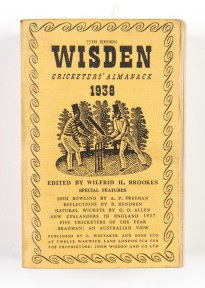 75TH EDITION
WISDEN
CRICKETERS' ALMANACK
1938
EDITED BY WILFRID H. BROOKES
SPECIAL FEATURES
SPIN BOWLING BY A. P. FREEMAN
REFLECTIONS BY E. HENDREN
NATURAL WICKETS BY G. O. ALLEN
NEW ZEALANDERS IN ENGLAND 1937
FIVE CRICKETERS OF THE YEAR
BRADMAN: AN AUSTRALIAN VIEW
PUBLISHED BY J. WHITAKER AND SONS LTD
AT TWELVE WARWICK LANE LONDON EC4 FOR
THE PROPRIETORS: JOHN WISDEN AND CO LTD